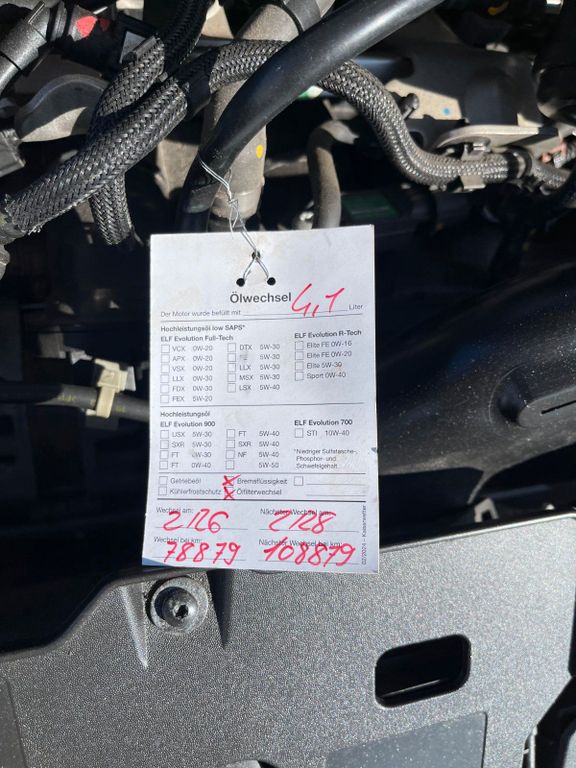 Ölwechsel
Der Motor wurde befüllt mit 4,1 Liter
Hochleistungsöl low SAPS*
ELF Evolution Full-Tech
VCX 0W-20
APX 0W-20
VSX 0W-20
LLX 0W-30
FDX 0W-30
FEX 5W-20
DTX 5W-30
5W-30
LLX 5W-30
MSX 5W-30
LSX 5W-40
ELF Evolution R-Tech
Elite FE 0W-16
Elite FE 0W-20
Elite 5W-30
Sport 0W-40
Hochleistungsöl
ELF Evolution 900
USX 5W-30
SXR 5W-30
FT 0W-30
FT 0W-40
FT 5W-40
SXR 5W-40
NF 5W-40
5W-50
ELF Evolution 700
STI 10W-40
*Niedriger Sulfatasche-,
Phosphor- und
Schwefelgehalt
Getriebeöl
Kühlerfrostschutz
Bremsflüssigkeit
Ölfilterwechsel
Wechsel am:
2/26
Nächster Wechsel am:
2/28
Wechsel bei km:
78879
Nächster Wechsel bei km:
108879